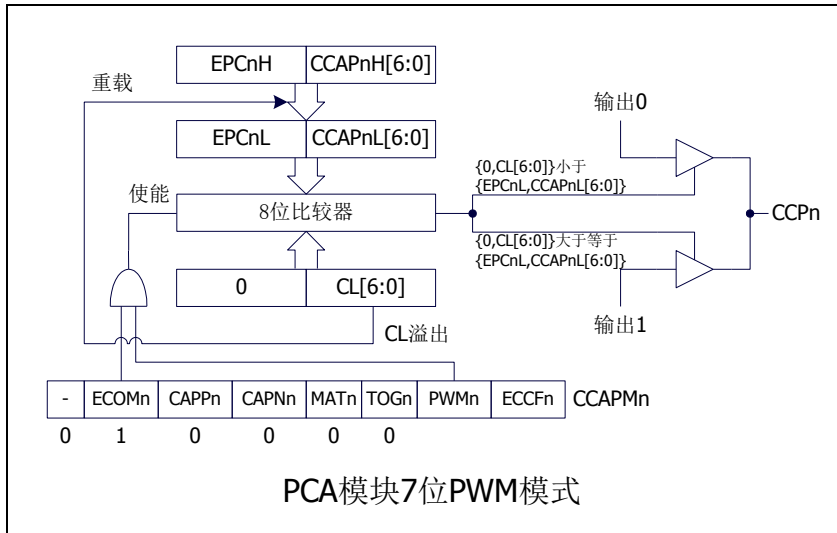 EPCnH CCAPnH[6:0]
重载
EPCnL CCAPnL[6:0]
输出0
{0,CL[6:0]}小于
{EPCnL,CCAPnL[6:0]}
使能
8位比较器
CCPn
{0,CL[6:0]}大于等于
{EPCnL,CCAPnL[6:0]}
0 CL[6:0]
输出1
CL溢出
- ECOMn CAPPn CAPNn MATn TOGn PWMn ECCFn CCAPMn
0 1 0 0 0 0
PCA模块7位PWM模式